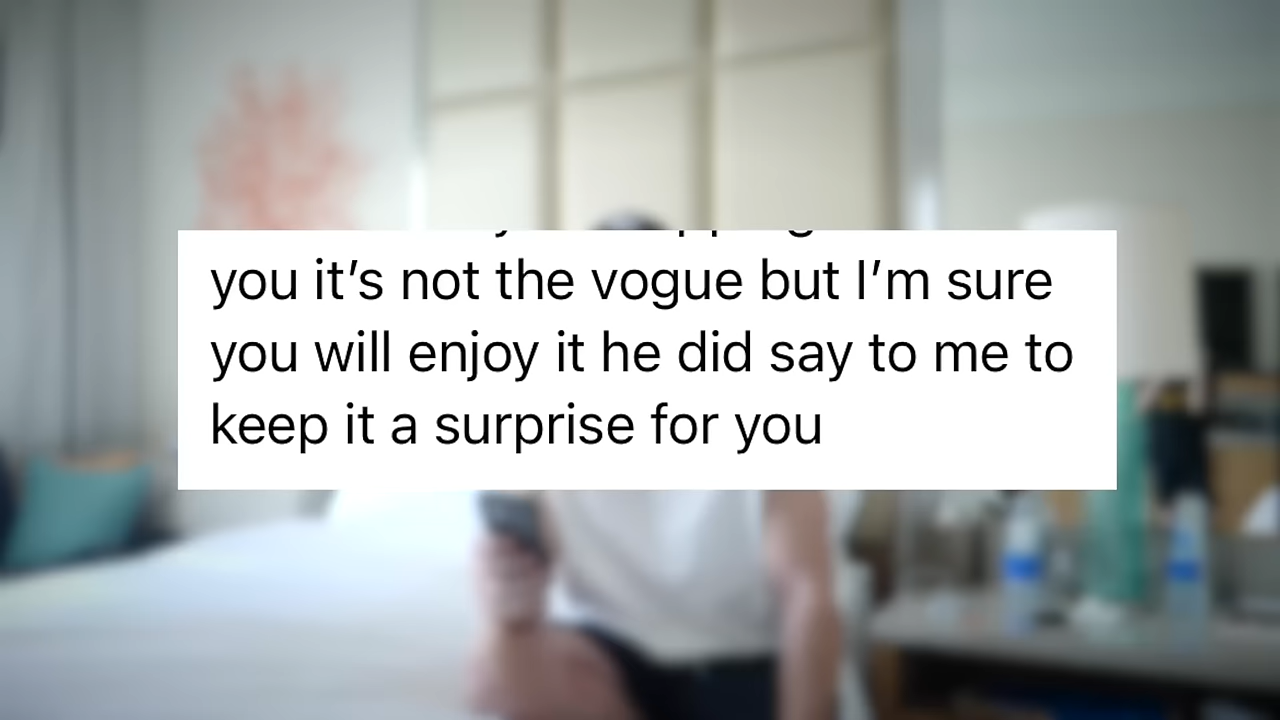 you it’s not the vogue but I’m sure
you will enjoy it he did say to me to
keep it a surprise for you